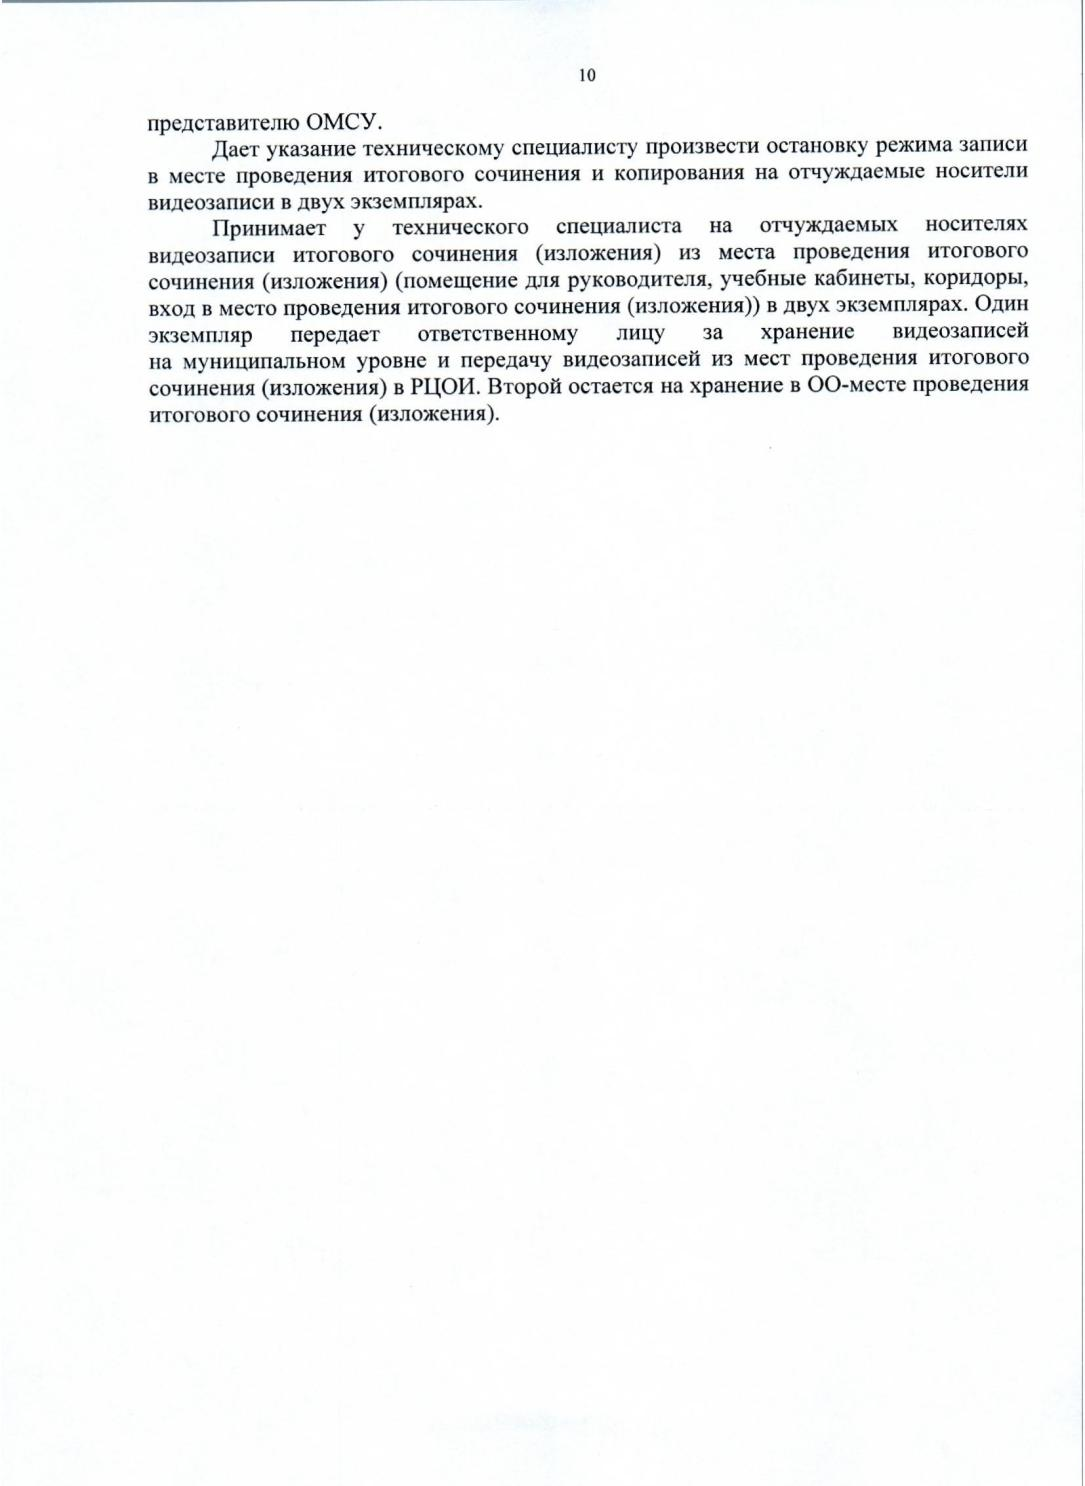 10
представителю ОМСУ.
Дает указание техническому специалисту произвести остановку режима записи
в месте проведения итогового сочинения и копирования на отчуждаемые носители
видеозаписи в двух экземплярах.
Принимает у технического специалиста на отчуждаемых носителях
видеозаписи итогового сочинения (изложения) из места проведения итогового
сочинения (изложения) (помещение для руководителя, учебные кабинеты, коридоры,
вход в место проведения итогового сочинения (изложения)) в двух экземплярах. Один
экземпляр передает ответственному лицу за хранение видеозаписей
на муниципальном уровне и передачу видеозаписей из мест проведения итогового
сочинения (изложения) в РЦОИ. Второй остается на хранение в ОО-месте проведения
итогового сочинения (изложения).